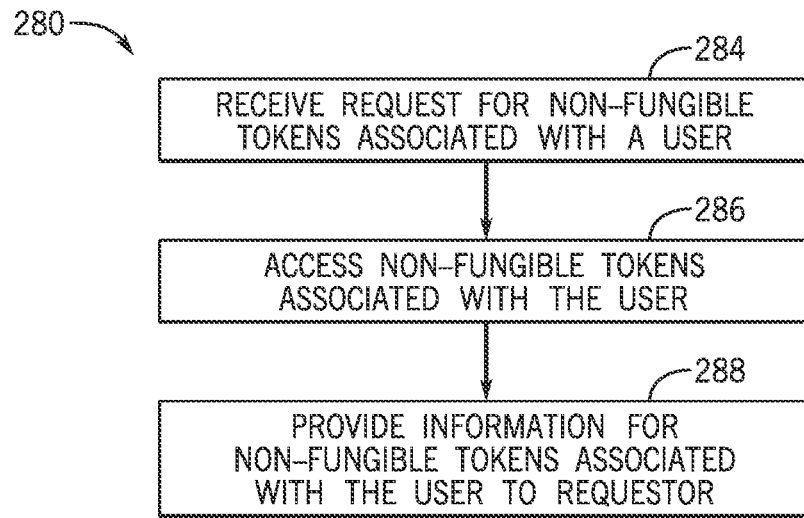 280
284
RECEIVE REQUEST FOR NON-FUNGIBLE
TOKENS ASSOCIATED WITH A USER
286
ACCESS NON-FUNGIBLE TOKENS
ASSOCIATED WITH THE USER
288
PROVIDE INFORMATION FOR
NON-FUNGIBLE TOKENS ASSOCIATED
WITH THE USER TO REQUESTOR